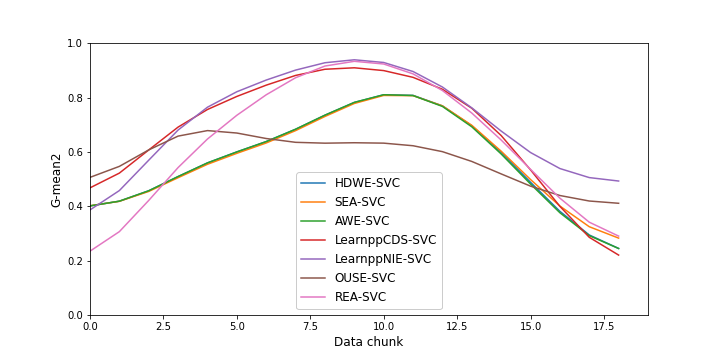 1.0
0.8
0.6
0.4
0.2
0.0
G-mean2
HDWE-SVC
SEA-SVC
AWE-SVC
LearnppCDS-SVC
LearnppNIE-SVC
OUSE-SVC
REA-SVC
0.0 2.5 5.0 7.5 10.0 12.5 15.0 17.5
Data chunk